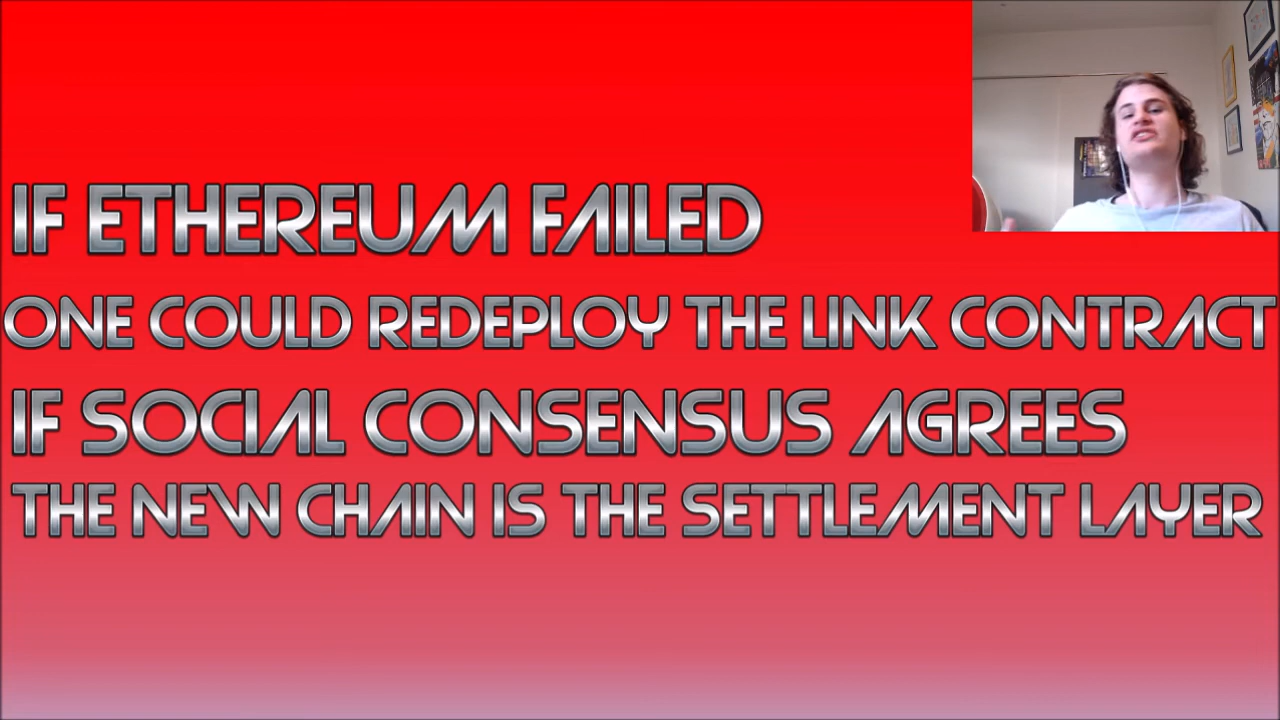 IF ETHEREUM FAILED
ONE COULD REDEPLOY THE LINK CONTRACT
IF SOCIAL CONSENSUS AGREES
THE NEW CHAIN IS THE SETTLEMENT LAYER